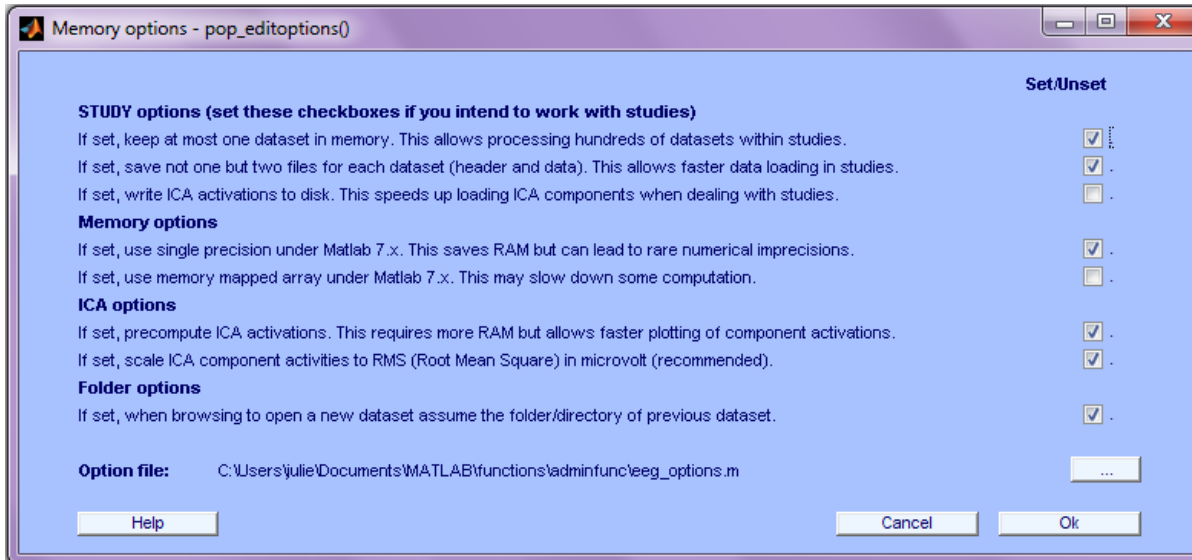 Memory options - pop_editoptions()
Set/Unset
STUDY options (set these checkboxes if you intend to work with studies)
If set, keep at most one dataset in memory. This allows processing hundreds of datasets within studies.
If set, save not one but two files for each dataset (header and data). This allows faster data loading in studies.
If set, write ICA activations to disk. This speeds up loading ICA components when dealing with studies.
Memory options
If set, use single precision under Matlab 7.x. This saves RAM but can lead to rare numerical imprecisions.
If set, use memory mapped array under Matlab 7.x. This may slow down some computation.
ICA options
If set, precompute ICA activations. This requires more RAM but allows faster plotting of component activations.
If set, scale ICA component activities to RMS (Root Mean Square) in microvolt (recommended).
Folder options
If set, when browsing to open a new dataset assume the folder/directory of previous dataset.
Option file: C:\Users\julie\Documents\MATLAB\functions\adminfunc\eeg_options.m ...
Help Cancel Ok